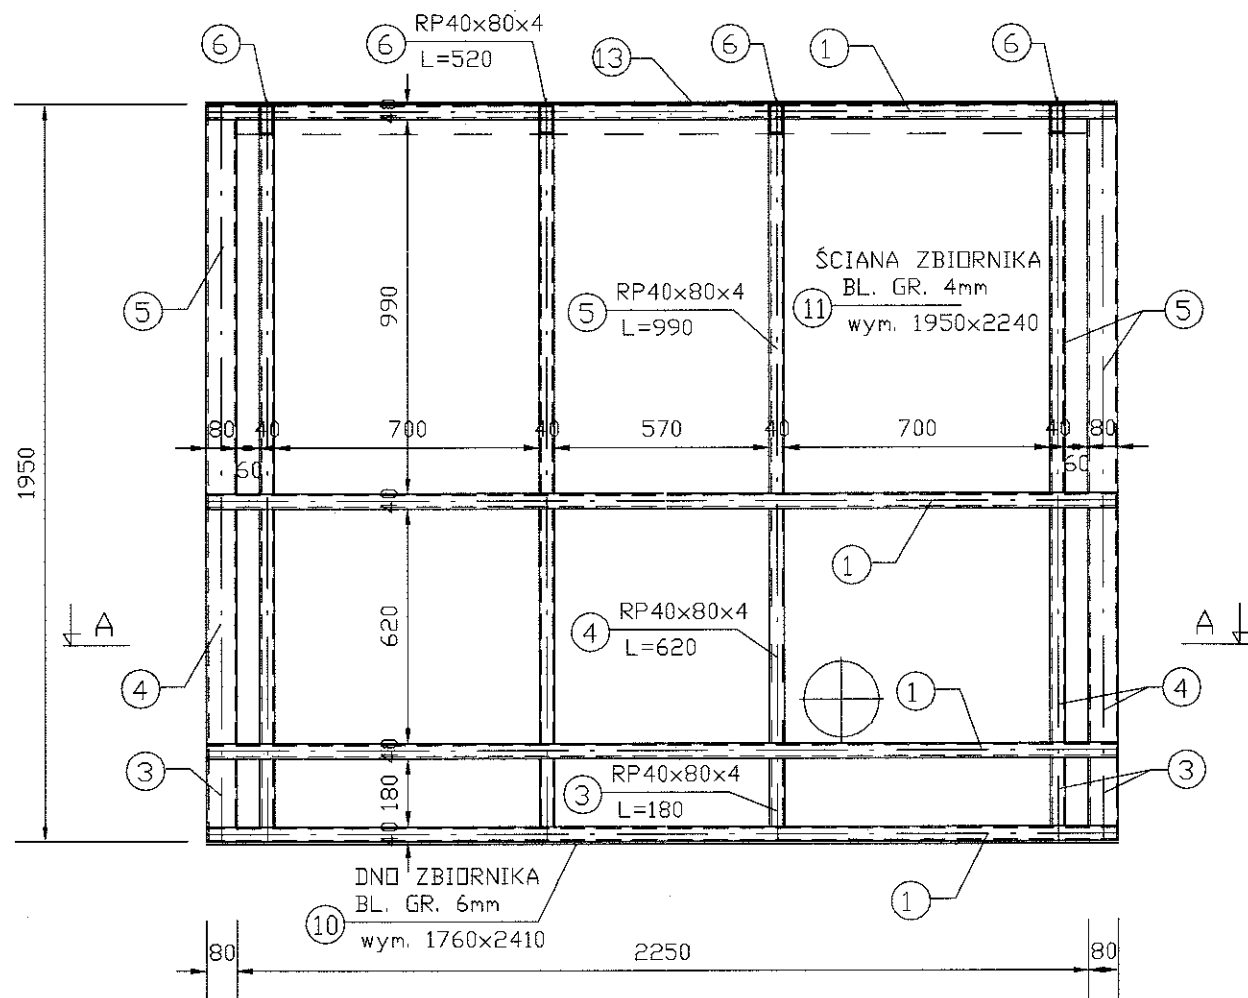 RP40x80x4
L=520
6
6
6
6
13
1
40
1950
990
5
RP40x80x4
5
L=990
ŚCIANA ZBIORNIKA
BL. GR. 4mm
11
wym. 1950x2240
5
80
40
700
40
570
40
700
40
80
60
60
40
1
620
RP40x80x4
4
L=620
A
A
4
1
4
40
3
180
RP40x80x4
3
L=180
3
40
DNO ZBIORNIKA
BL. GR. 6mm
10
wym. 1760x2410
1
80
2250
80